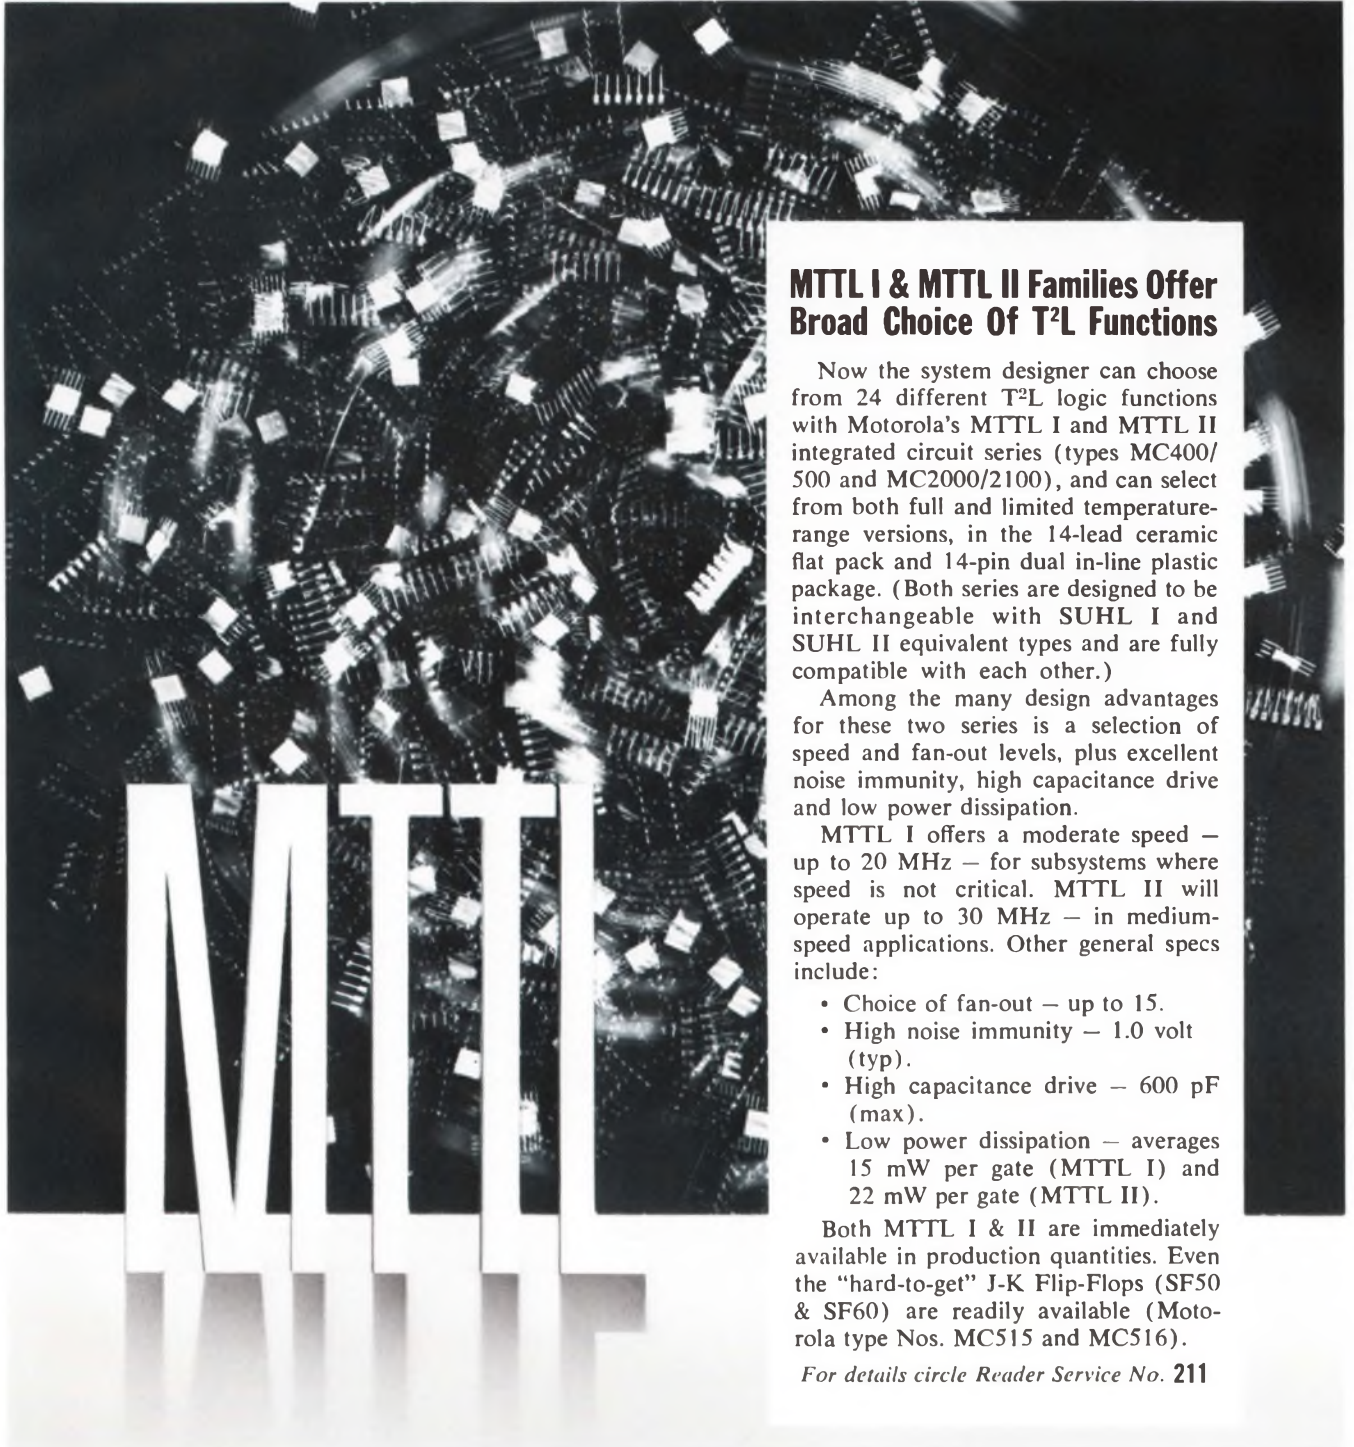 MTTL I & MTTL II Families Offer
Broad Choice Of T²L Functions
Now the system designer can choose
from 24 different T²L logic functions
with Motorola's MTTL I and MTTL II
integrated circuit series (types MC400/
500 and MC2000/2100), and can select
from both full and limited temperature-
range versions, in the 14-lead ceramic
flat pack and 14-pin dual in-line plastic
package. (Both series are designed to be
interchangeable with SUHL I and
SUHL II equivalent types and are fully
compatible with each other.)
Among the many design advantages
for these two series is a selection of
speed and fan-out levels, plus excellent
noise immunity, high capacitance drive
and low power dissipation.
MTTL I offers a moderate speed —
up to 20 MHz — for subsystems where
speed is not critical. MTTL II will
operate up to 30 MHz — in medium-
speed applications. Other general specs
include:
• Choice of fan-out — up to 15.
• High noise immunity — 1.0 volt
(typ).
• High capacitance drive — 600 pF
(max).
• Low power dissipation — averages
15 mW per gate (MTTL I) and
22 mW per gate (MTTL II).
Both MTTL I & II are immediately
available in production quantities. Even
the "hard-to-get" J-K Flip-Flops (SF50
& SF60) are readily available (Moto-
rola type Nos. MC515 and MC516).
For details circle Reader Service No. 211
MTTL